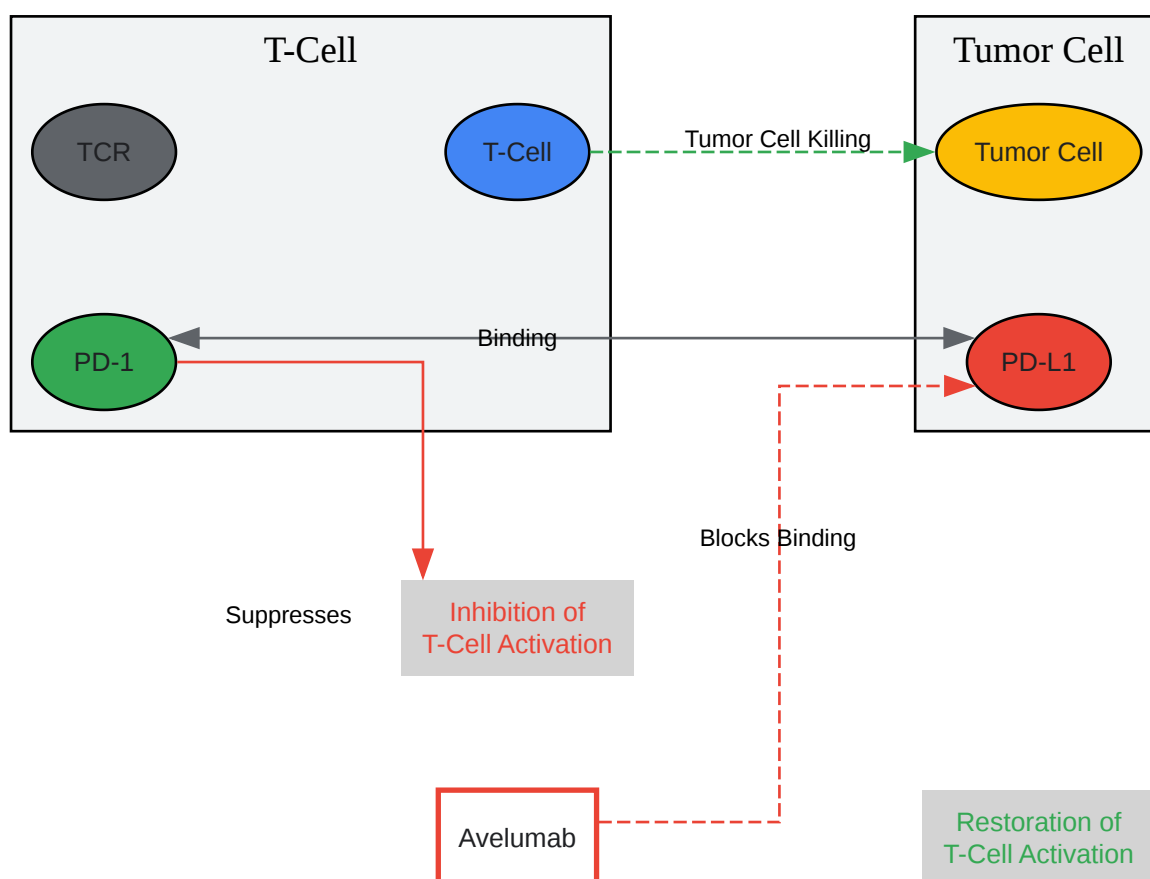 T-Cell
Tumor Cell
TCR
T-Cell
Tumor Cell Killing
Tumor Cell
PD-1
Binding
PD-L1
Blocks Binding
Suppresses
Inhibition of
T-Cell Activation
Avelumab
Restoration of
T-Cell Activation